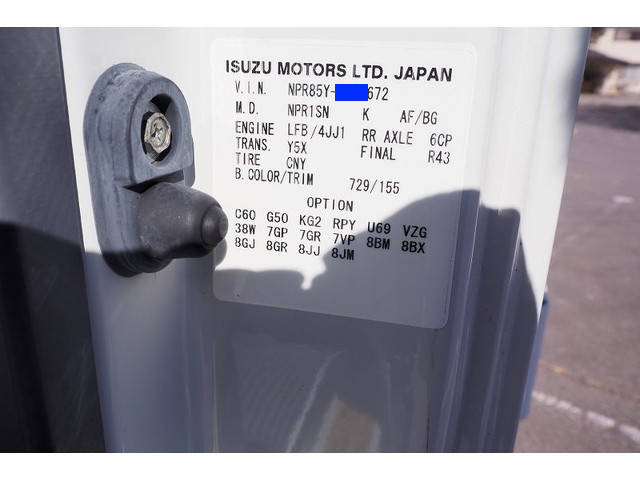 ISUZU MOTORS LTD. JAPAN
V.I.N. NPR85Y- 672
M.D. NPR1SN K AF/BG
ENGINE LFB/4JJ1 RR AXLE 6CP
TRANS. Y5X FINAL R43
TIRE CNY
B.COLOR/TRIM 729/155
OPTION
C60 G50 KG2 RPY U69 VZG
38W 7GP 7GR 7VP 8BM 8BX
8GJ 8GR 8JJ 8JM